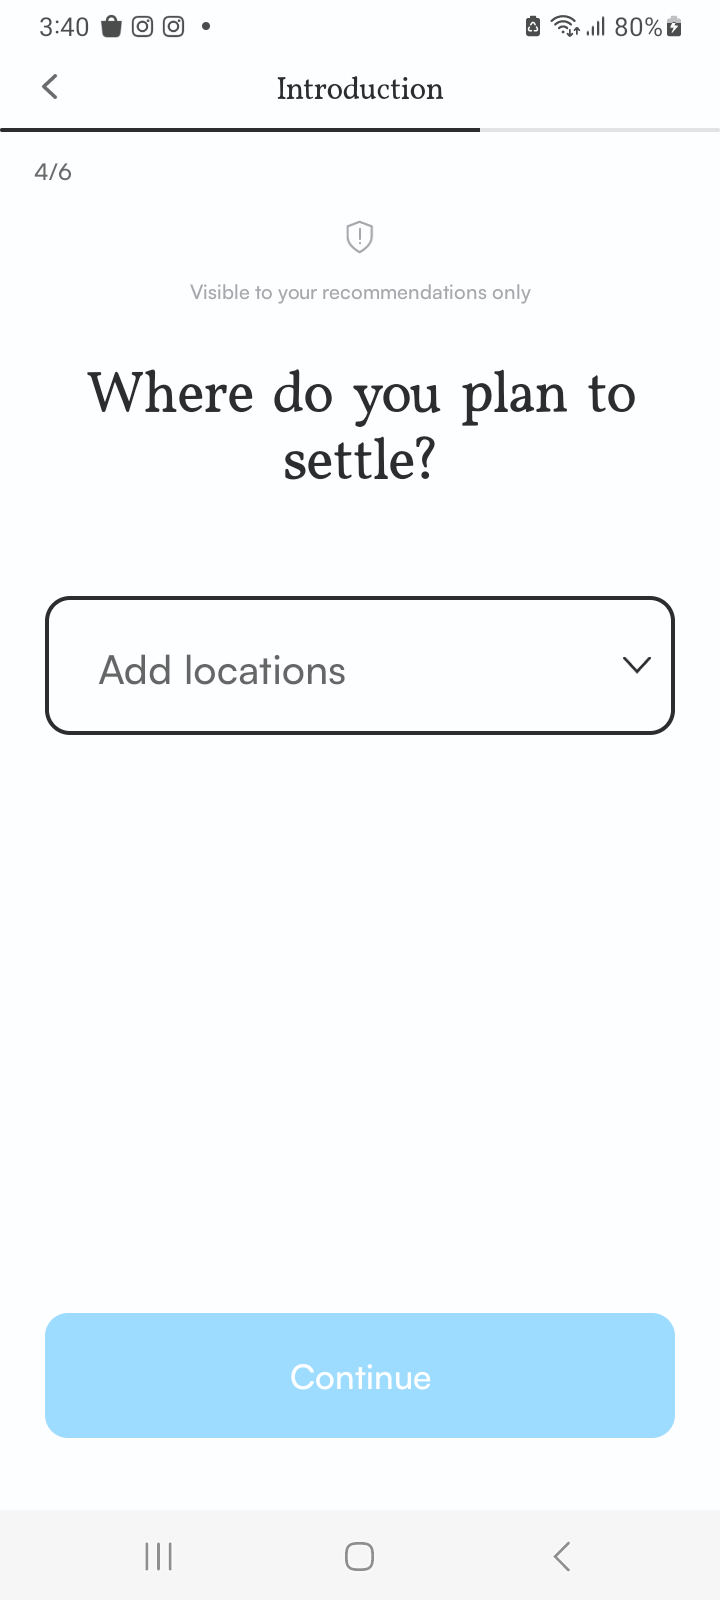 3:40
80%
Introduction
4/6
Visible to your recommendations only
Where do you plan to
settle?
Add locations
Continue